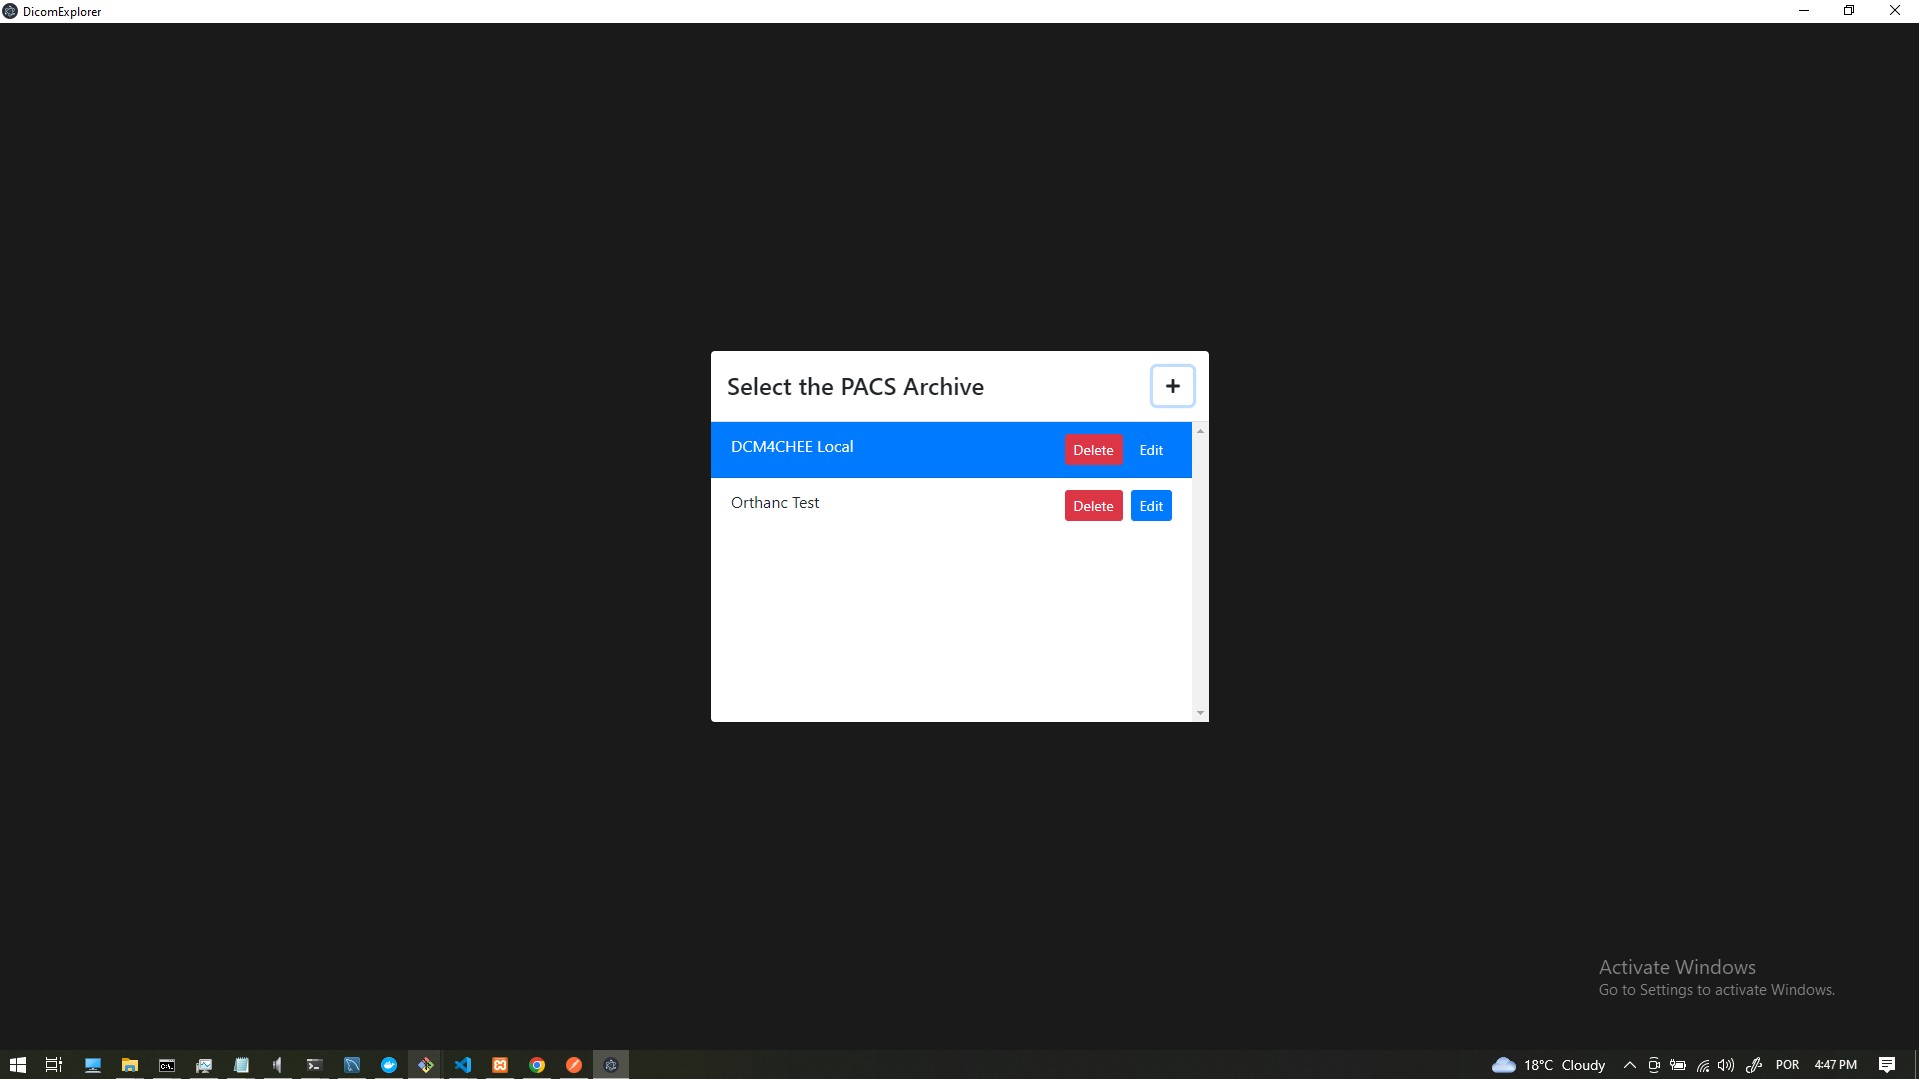 DicomExplorer
Select the PACS Archive
+
DCM4CHEE Local Delete Edit
Orthanc Test Delete Edit
Activate Windows
Go to Settings to activate Windows.
18°C Cloudy POR 4:47 PM